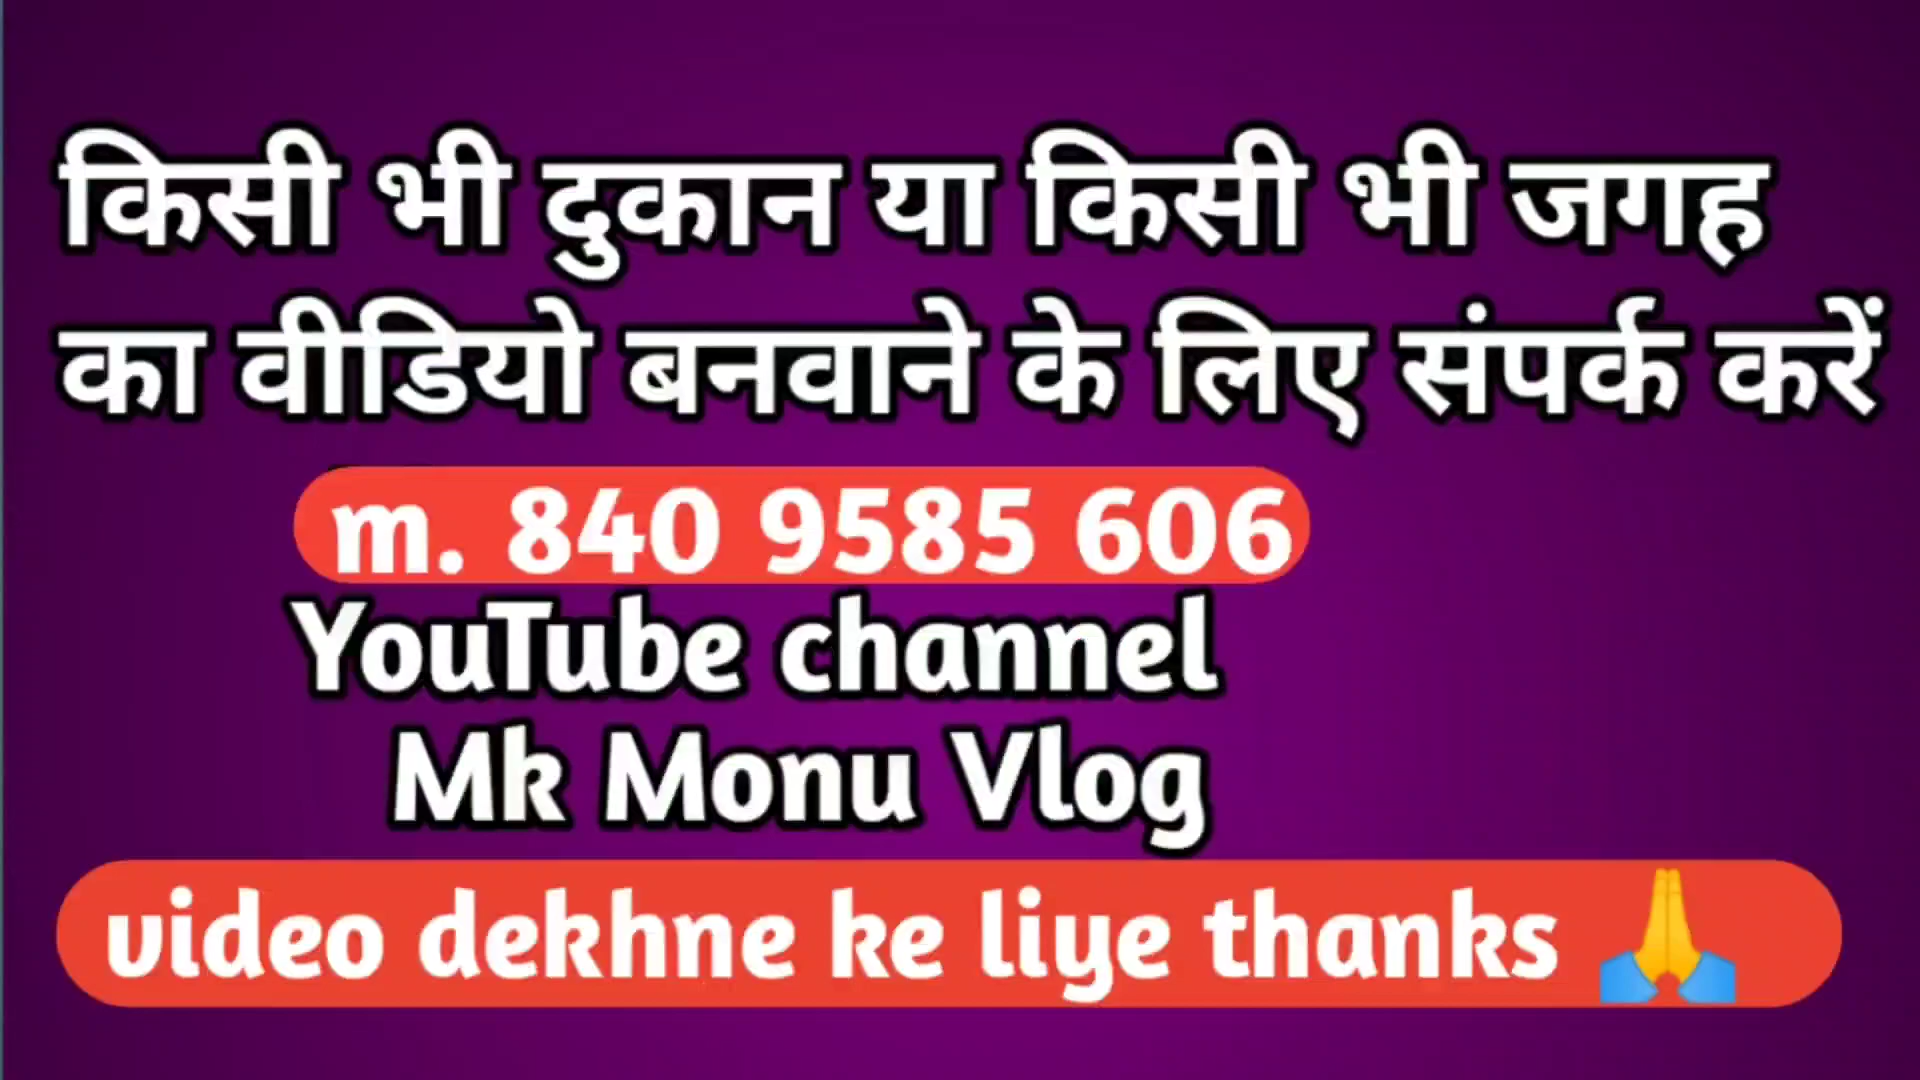 किसी भी दुकान या किसी भी जगह
का वीडियो बनवाने के लिए संपर्क करें
m. 840 9585 606
YouTube channel
Mk Monu Vlog
video dekhne ke liye thanks 🙏